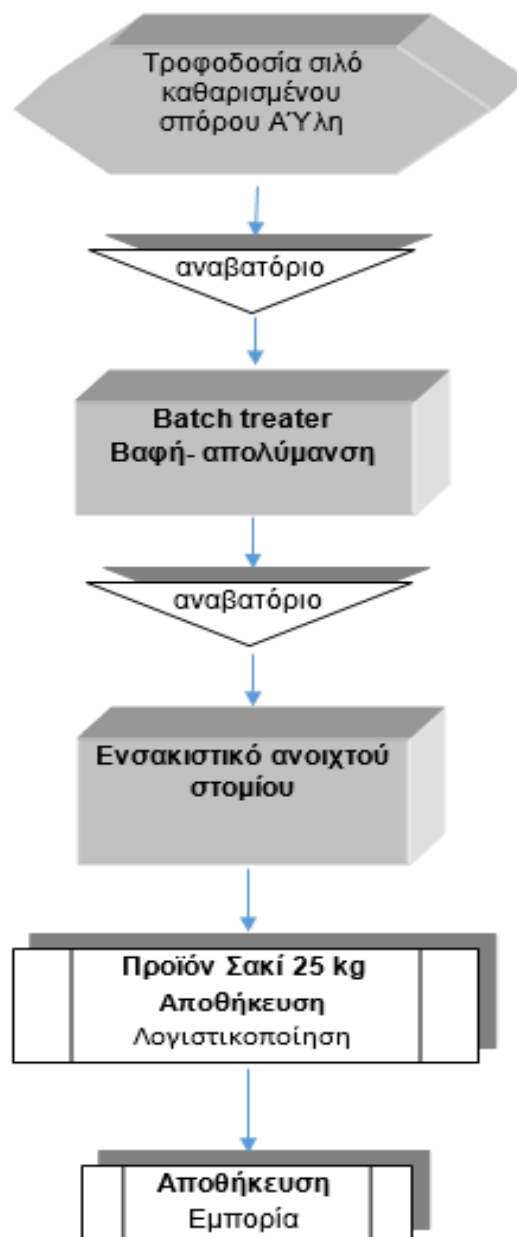 Τροφοδοσία σιλό
καθαρισμένου
σπόρου Α'Ύλη
αναβατόριο
Batch treater
Βαφή- απολύμανση
αναβατόριο
Ενσακιστικό ανοιχτού
στομίου
Προϊόν Σακί 25 kg
Αποθήκευση
Λογιστικοποίηση
Αποθήκευση
Εμπορία